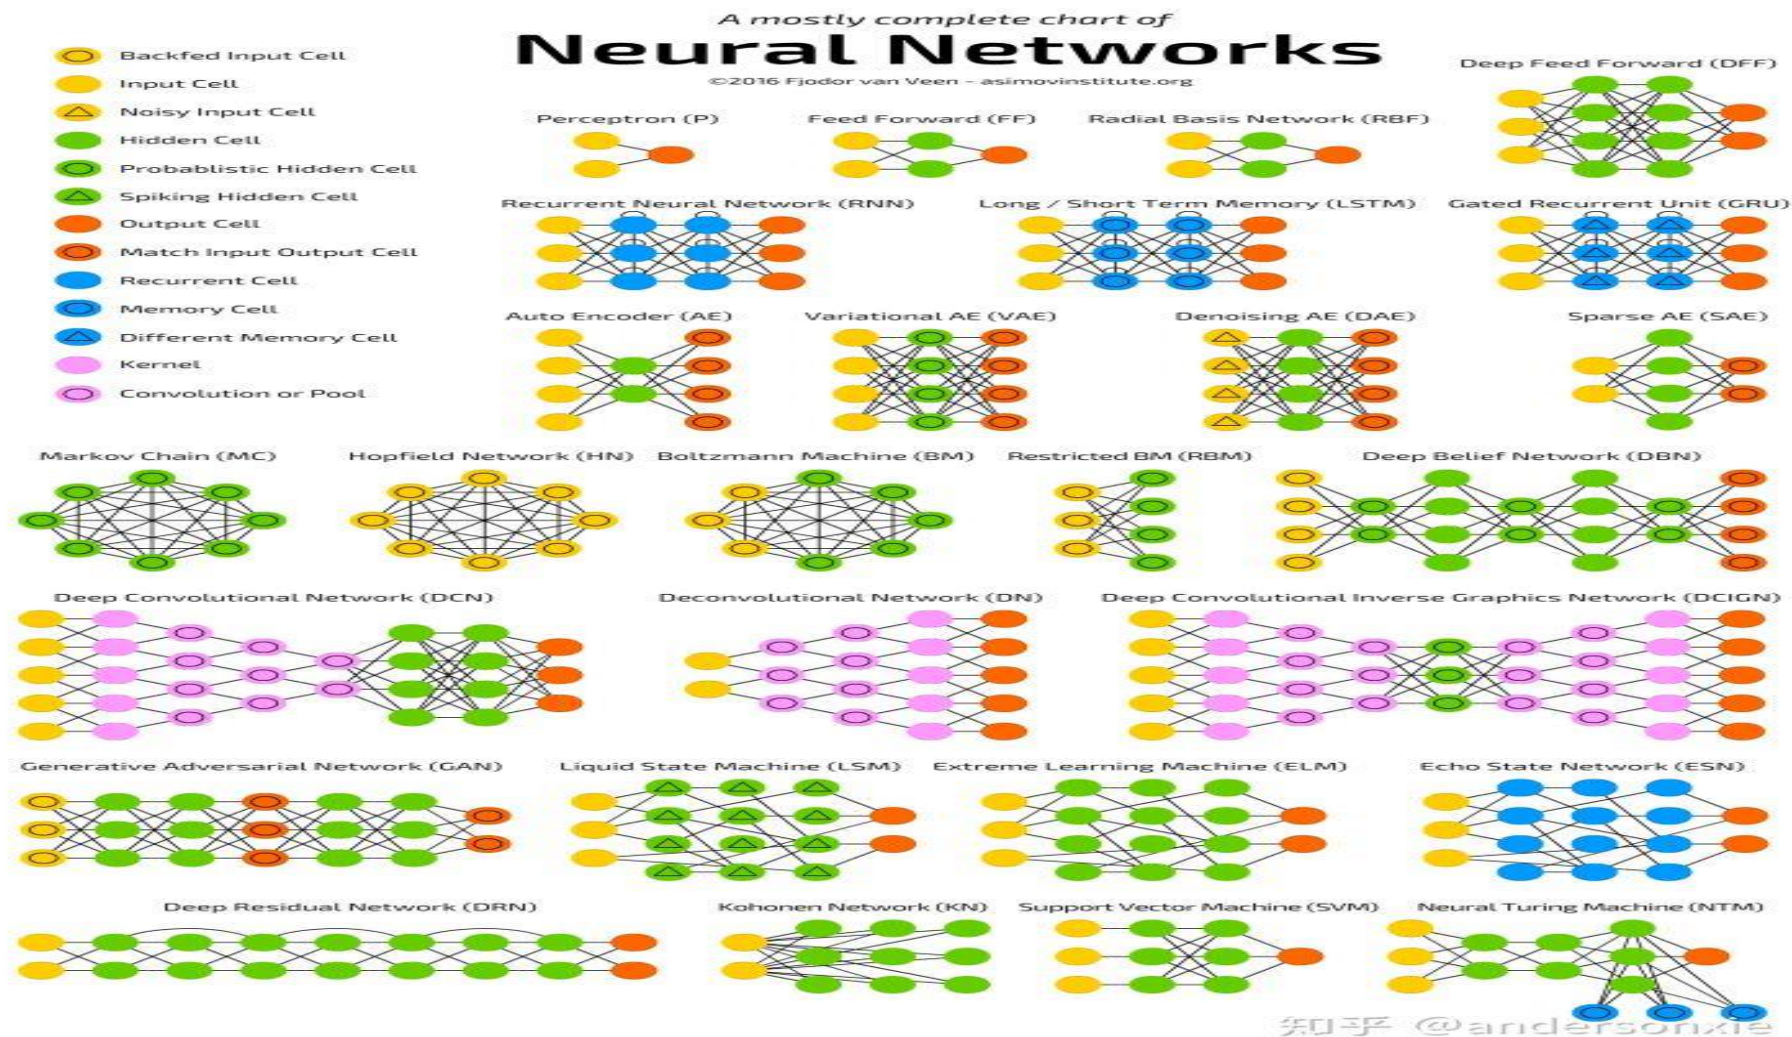 A mostly complete chart of
Neural Networks
©2016 Fjodor van Veen - asimovinstitute.org
Backfed Input Cell
Input Cell
Noisy Input Cell
Hidden Cell
Probablistic Hidden Cell
Spiking Hidden Cell
Output Cell
Match Input Output Cell
Recurrent Cell
Memory Cell
Different Memory Cell
Kernel
Convolution or Pool
Perceptron (P)
Feed Forward (FF)
Radial Basis Network (RBF)
Deep Feed Forward (DFF)
Recurrent Neural Network (RNN)
Long / Short Term Memory (LSTM)
Gated Recurrent Unit (GRU)
Auto Encoder (AE)
Variational AE (VAE)
Denoising AE (DAE)
Sparse AE (SAE)
Markov Chain (MC)
Hopfield Network (HN)
Boltzmann Machine (BM)
Restricted BM (RBM)
Deep Belief Network (DBN)
Deep Convolutional Network (DCN)
Deconvolutional Network (DN)
Deep Convolutional Inverse Graphics Network (DCIGN)
Generative Adversarial Network (GAN)
Liquid State Machine (LSM)
Extreme Learning Machine (ELM)
Echo State Network (ESN)
Deep Residual Network (DRN)
Kohonen Network (KN)
Support Vector Machine (SVM)
Neural Turing Machine (NTM)
知乎 @andersonxie